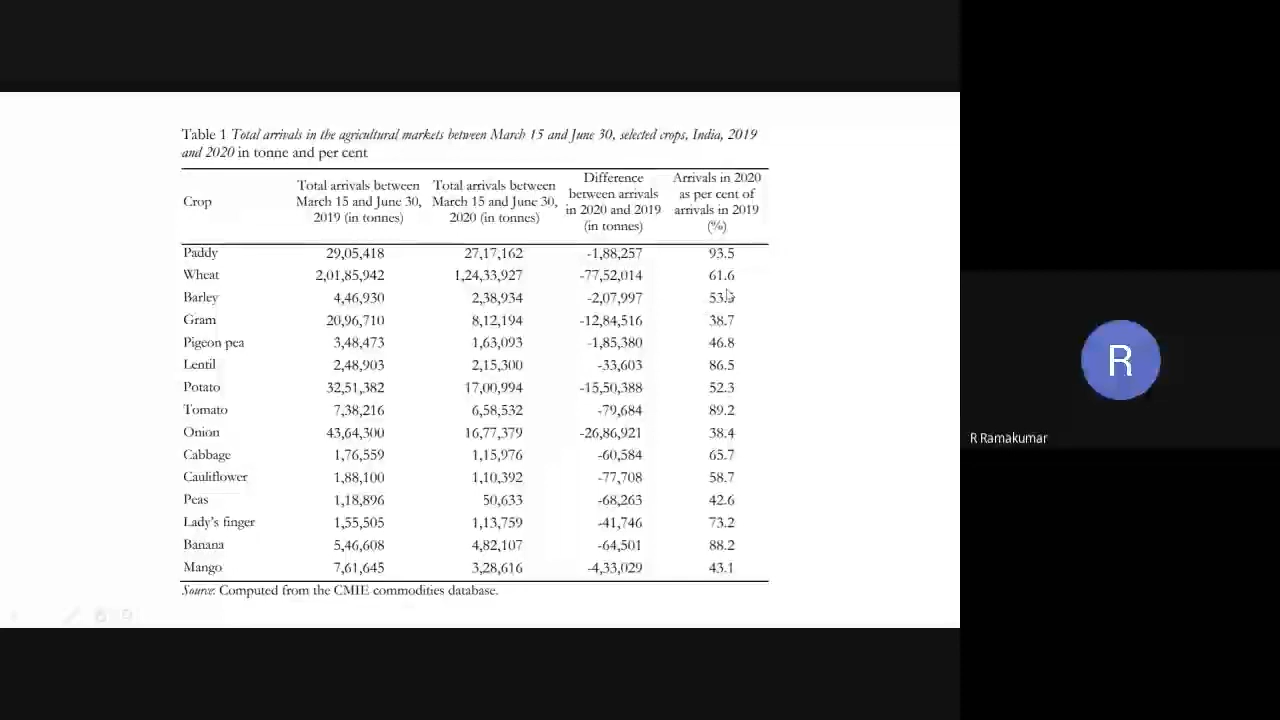 Table 1 Total arrivals in the agricultural markets between March 15 and June 30, selected crops, India, 2019
and 2020 in tonne and per cent
Crop
Total arrivals between
March 15 and June 30,
2019 (in tonnes)
Total arrivals between
March 15 and June 30,
2020 (in tonnes)
Difference
between arrivals
in 2020 and 2019
(in tonnes)
Arrivals in 2020
as per cent of
arrivals in 2019
(%)
Paddy 29,05,418 27,17,162 -1,88,257 93.5
Wheat 2,01,85,942 1,24,33,927 -77,52,014 61.6
Barley 4,46,930 2,38,934 -2,07,997
Gram 20,96,710 8,12,194 -12,84,516 38.7
Pigeon pea 3,48,473 1,63,093 -1,85,380 46.8
Lentil 2,48,903 2,15,300 -33,603 86.5
Potato 32,51,382 17,00,994 -15,50,388 52.3
Tomato 7,38,216 6,58,532 -79,684 89.2
Onion 43,64,300 16,77,379 -26,86,921 38.4
Cabbage 1,76,559 1,15,976 -60,584 65.7
Cauliflower 1,88,100 1,10,392 -77,708 58.7
Peas 1,18,896 50,633 -68,263 42.6
Lady's finger 1,55,505 1,13,759 -41,746 73.2
Banana 5,46,608 4,82,107 -64,501 88.2
Mango 7,61,645 3,28,616 -4,33,029 43.1
Source: Computed from the CMIE commodities database.
R
R Ramakumar